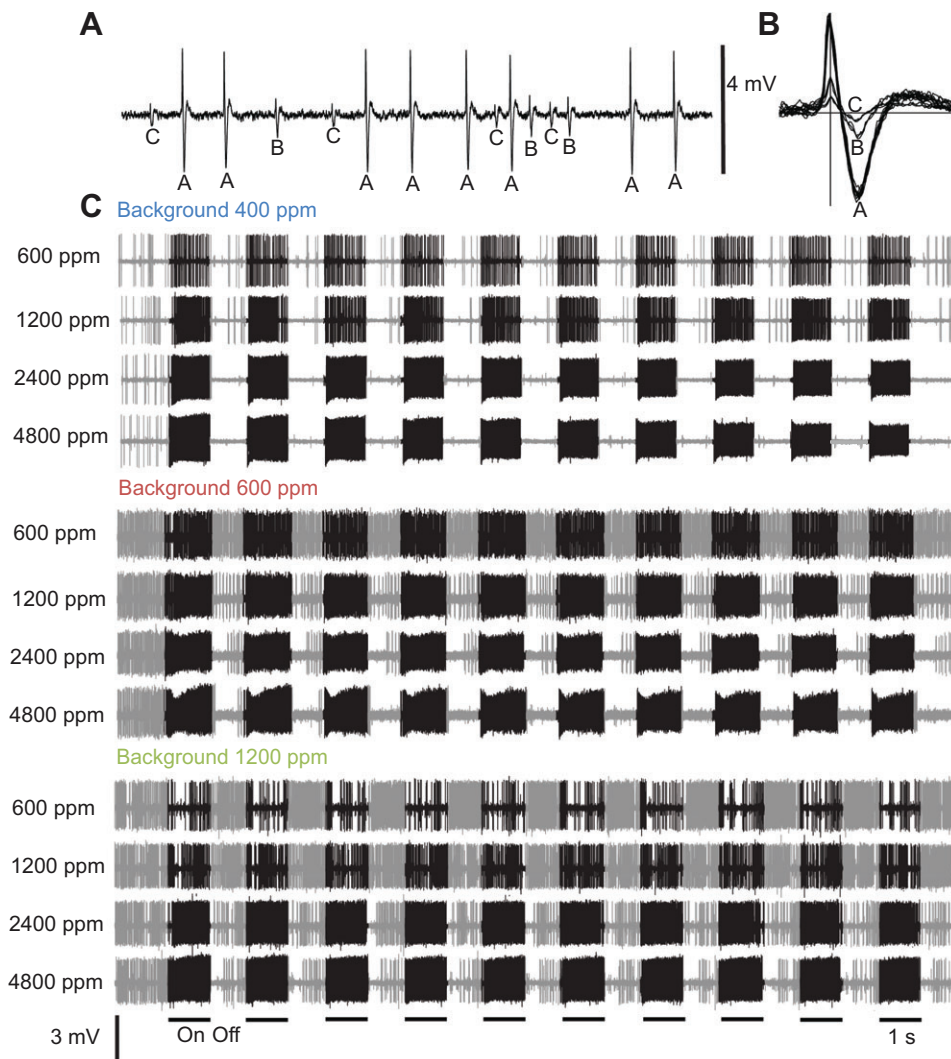 A
B
4 mV
C
A
A
B
C
A
A
A
C
A
B
C
B
A
A
C
B
A
C
Background 400 ppm
600 ppm
1200 ppm
2400 ppm
4800 ppm
Background 600 ppm
600 ppm
1200 ppm
2400 ppm
4800 ppm
Background 1200 ppm
600 ppm
1200 ppm
2400 ppm
4800 ppm
3 mV
On Off
1 s